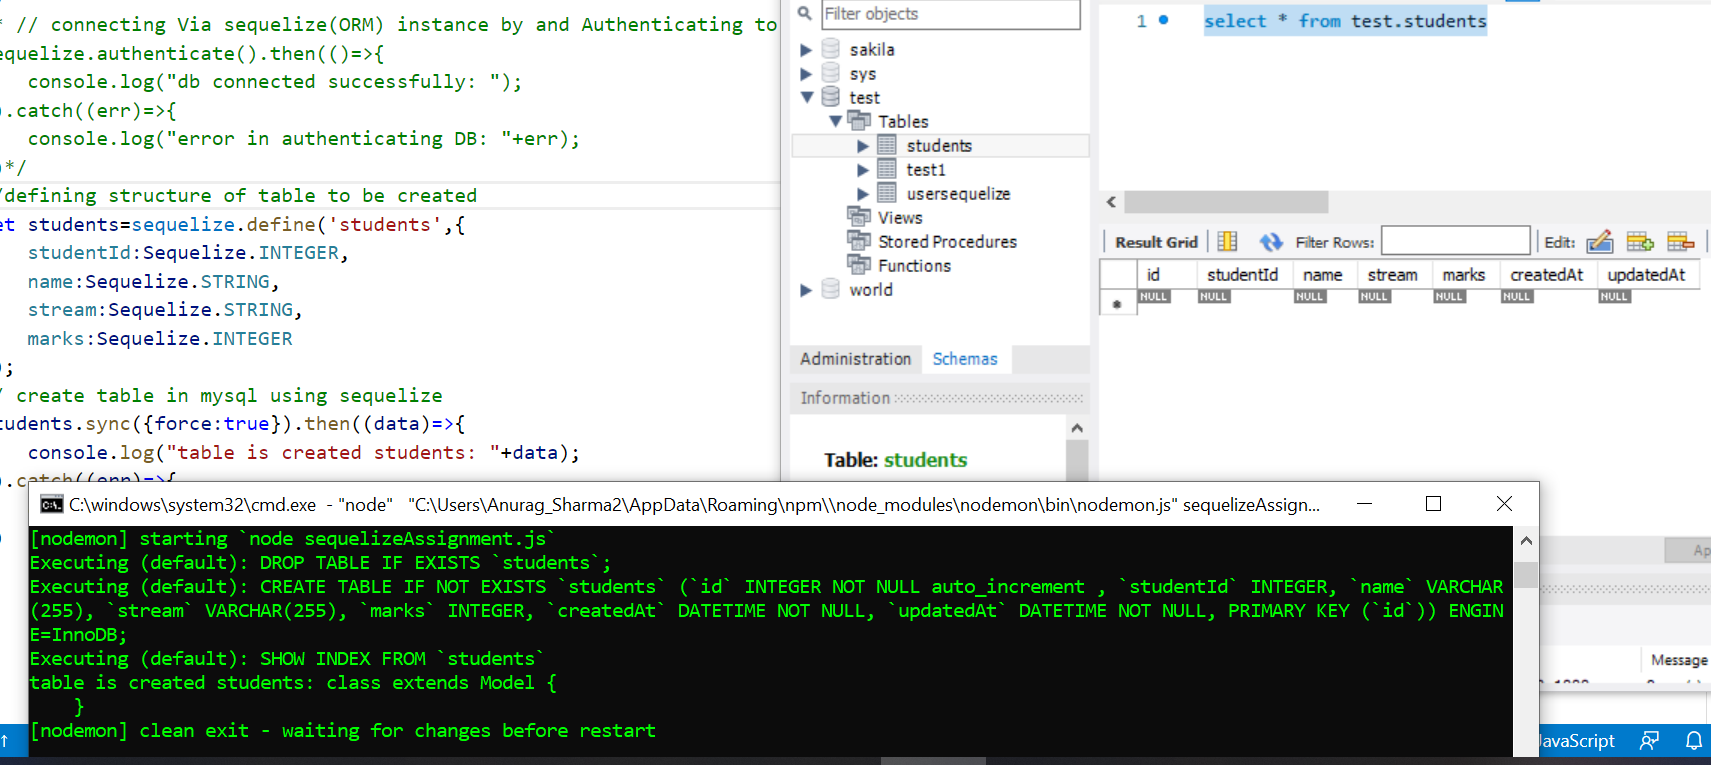 * // connecting Via sequelize(ORM) instance by and Authenticating to
equelize.authenticate().then(()=>{
console.log("db connected successfully: ");
).catch((err)=>{
console.log("error in authenticating DB: "+err);
)*/
/defining structure of table to be created
et students=sequelize.define('students',{
studentId:Sequelize.INTEGER,
name:Sequelize.STRING,
stream:Sequelize.STRING,
marks:Sequelize.INTEGER
);
/ create table in mysql using sequelize
tudents.sync({force:true}).then((data)=>{
console.log("table is created students: "+data);
).catch((err)=>{
Filter objects
sakila
sys
test
Tables
students
test1
usersequelize
Views
Stored Procedures
Functions
world
Administration Schemas
Information
Table: students
1 select * from test.students
Result Grid Filter Rows: Edit:
id studentId name stream marks createdAt updatedAt
NULL NULL NULL NULL NULL NULL NULL
Ap
Message
JavaScript
C:\windows\system32\cmd.exe - "node" "C:\Users\Anurag_Sharma2\AppData\Roaming\npm\\node_modules\nodemon\bin\nodemon.js" sequelizeAssign...
[nodemon] starting `node sequelizeAssignment.js`
Executing (default): DROP TABLE IF EXISTS `students`;
Executing (default): CREATE TABLE IF NOT EXISTS `students` (`id` INTEGER NOT NULL auto_increment , `studentId` INTEGER, `name` VARCHAR
(255), `stream` VARCHAR(255), `marks` INTEGER, `createdAt` DATETIME NOT NULL, `updatedAt` DATETIME NOT NULL, PRIMARY KEY (`id`)) ENGIN
E=InnoDB;
Executing (default): SHOW INDEX FROM `students`
table is created students: class extends Model {
}
[nodemon] clean exit - waiting for changes before restart